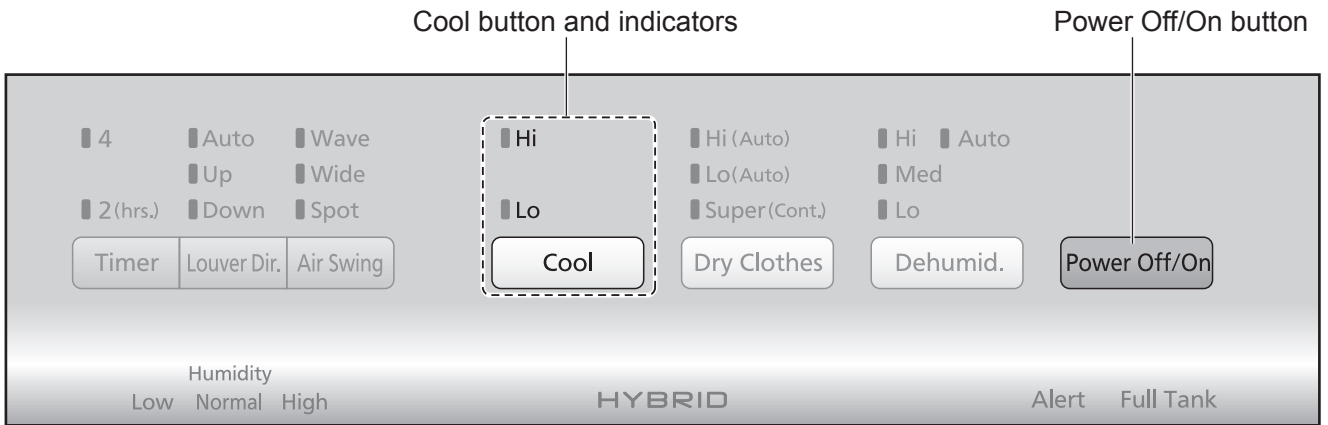 Cool button and indicators Power Off/On button
4 Auto Wave Hi Hi (Auto) Hi Auto
Up Wide Lo(Auto) Med
2(hrs.) Down Spot Lo Super(Cont.) Lo
Timer Louver Dir. Air Swing Cool Dry Clothes Dehumid. Power Off/On
Humidity
Low Normal High HYBRID Alert Full Tank